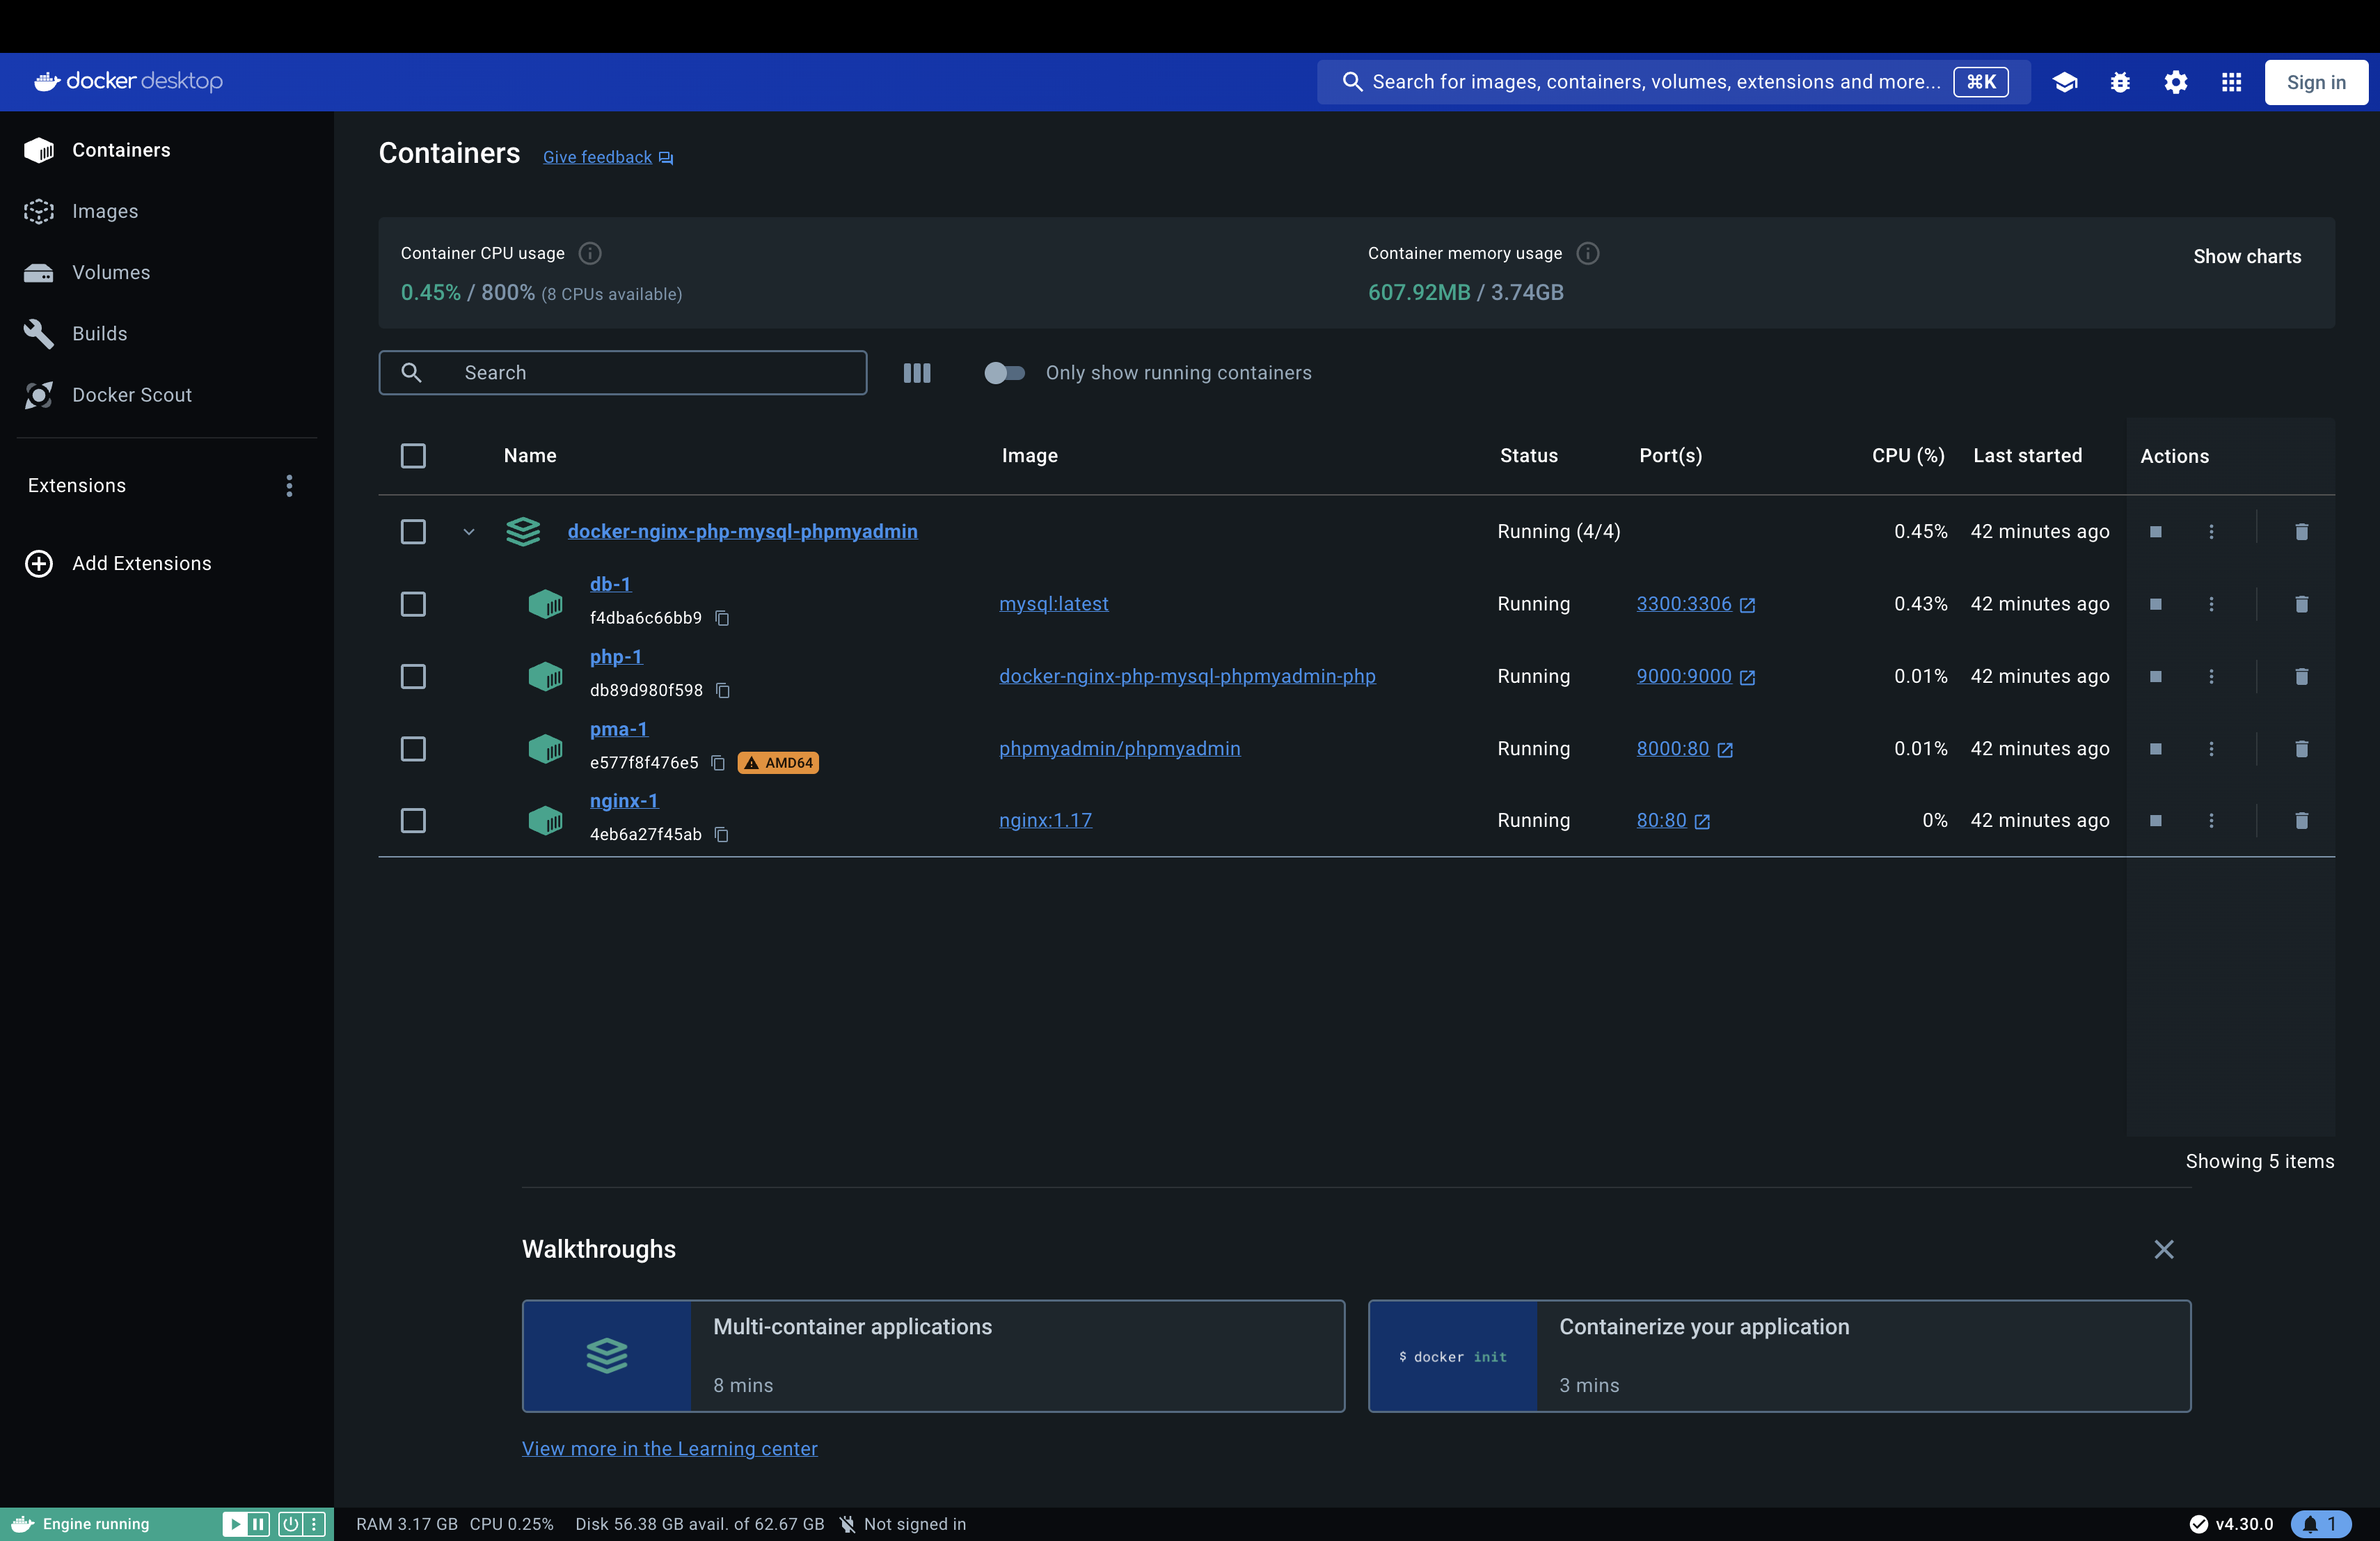 docker desktop
Search for images, containers, volumes, extensions and more... ⌘K
Sign in
Containers
Images
Volumes
Builds
Docker Scout
Extensions
Add Extensions
Containers Give feedback
Container CPU usage
0.45% / 800% (8 CPUs available)
Container memory usage
607.92MB / 3.74GB
Show charts
Search
Only show running containers
Name Image Status Port(s) CPU (%) Last started Actions
docker-nginx-php-mysql-phpmyadmin Running (4/4) 0.45% 42 minutes ago
db-1
f4dba6c66bb9
mysql:latest Running 3300:3306 0.43% 42 minutes ago
php-1
db89d980f598
docker-nginx-php-mysql-phpmyadmin-php Running 9000:9000 0.01% 42 minutes ago
pma-1
e577f8f476e5 AMD64
phpmyadmin/phpmyadmin Running 8000:80 0.01% 42 minutes ago
nginx-1
4eb6a27f45ab
nginx:1.17 Running 80:80 0% 42 minutes ago
Showing 5 items
Walkthroughs
Multi-container applications
8 mins
$ docker init
Containerize your application
3 mins
View more in the Learning center
Engine running
RAM 3.17 GB CPU 0.25% Disk 56.38 GB avail. of 62.67 GB Not signed in
v4.30.0 1